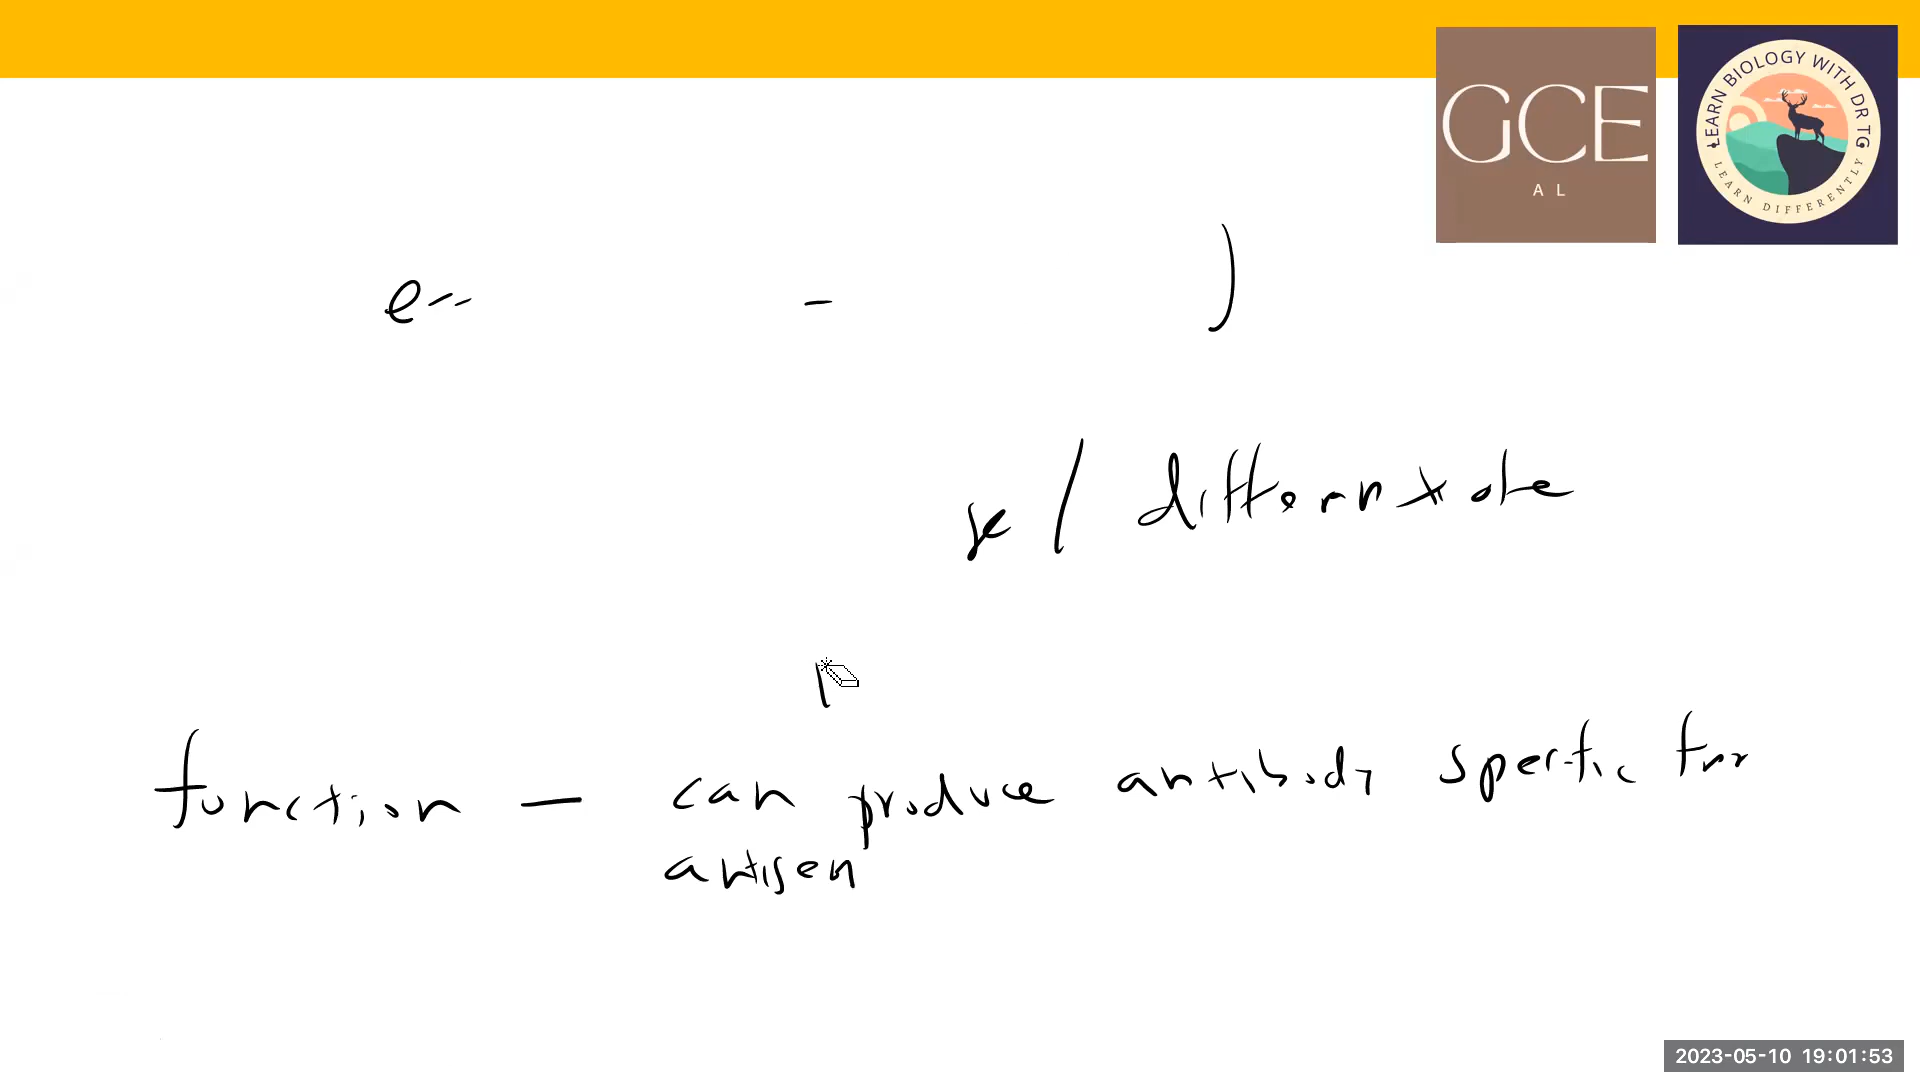 GCE
A L
LEARN BIOLOGY WITH DR TG
LEARN DIFFERENTLY
e--
-
)
/ differntate
function - can produce antibody specific for
antigen
2023-05-10 19:01:53